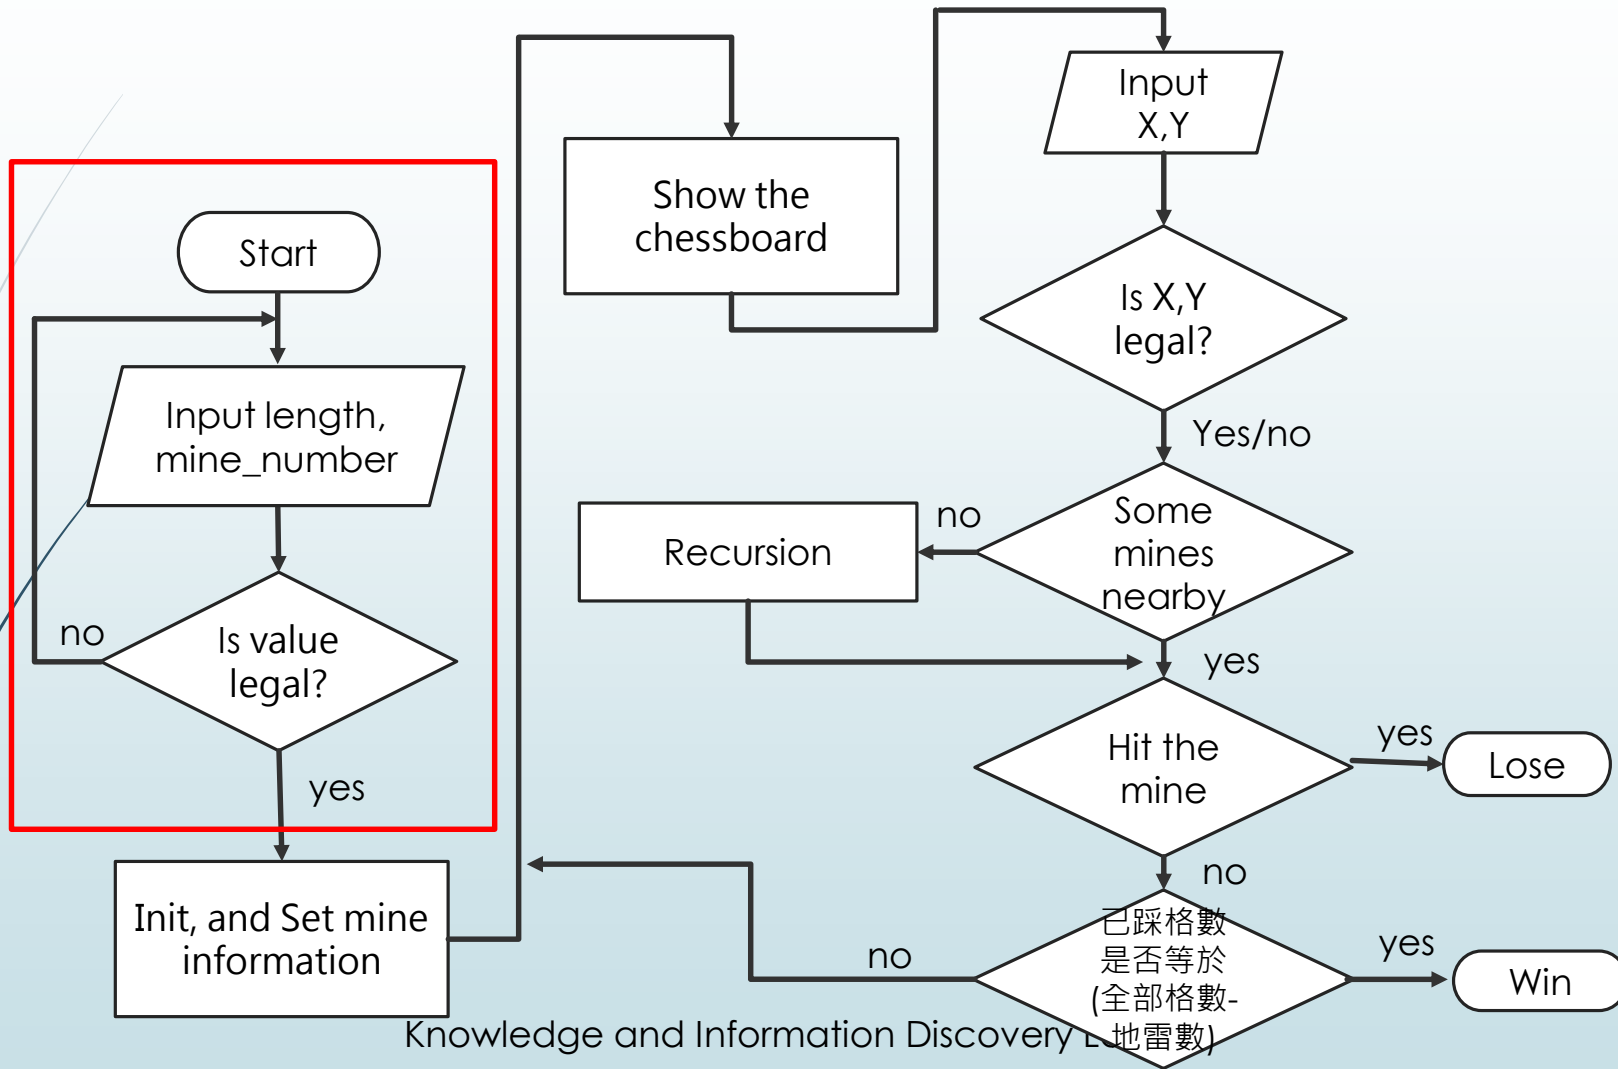 Start
Input length,
mine_number
Is value
legal?
no
yes
Init, and Set mine
information
Show the
chessboard
Input
X,Y
Is X,Y
legal?
Yes/no
Some
mines
nearby
no
Recursion
yes
Hit the
mine
yes
Lose
no
已踩格數
是否等於
(全部格數-
地雷數)
no
yes
Win
Knowledge and Information Discovery